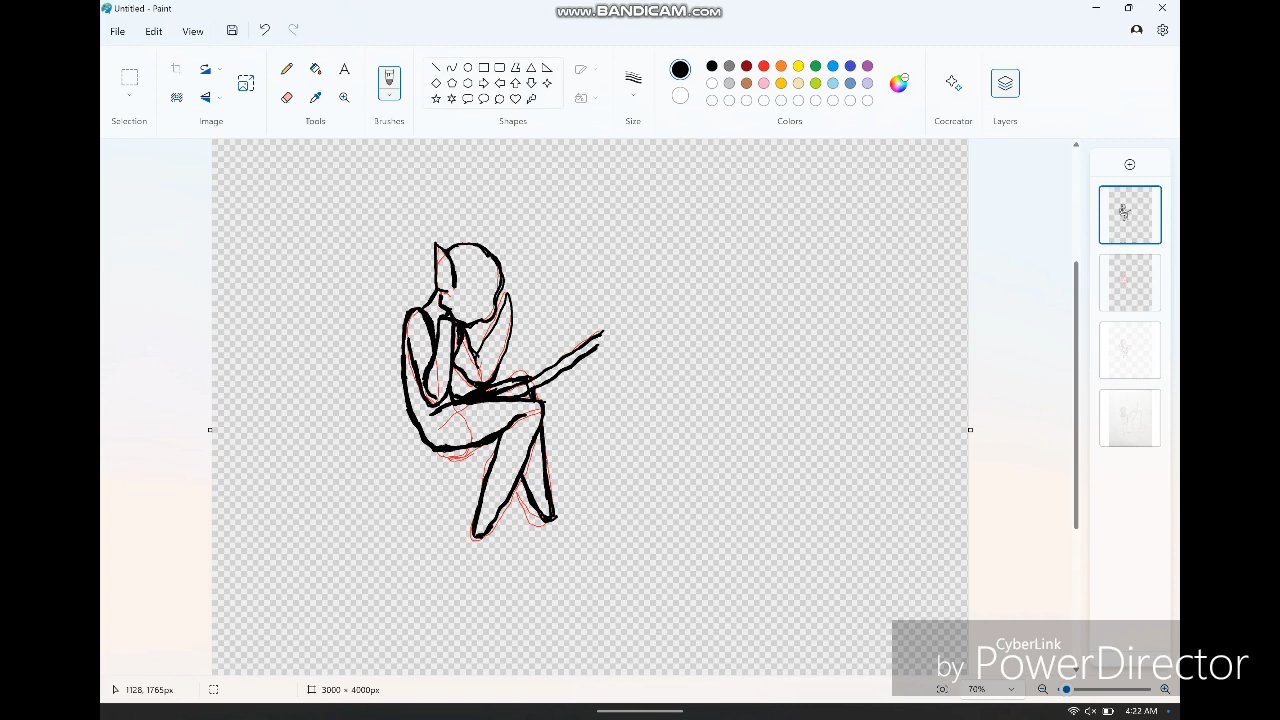 www.BANDICAM.com
Untitled - Paint
File Edit View
Selection Image Tools Brushes Shapes Size Colors Cocreator Layers
CyberLink
by PowerDirector
1128, 1765px 3000 × 4000px 70%
4:22 AM